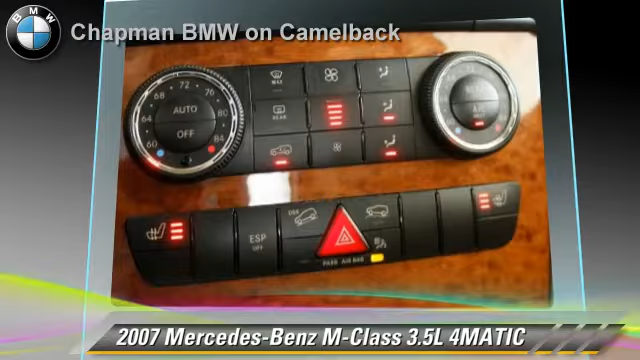 BMW
Chapman BMW on Camelback
72
68
76
64
80
60
84
AUTO
OFF
MAX
REAR
ESP
OFF
DSR
PASS AIR BAG
2007 Mercedes-Benz M-Class 3.5L 4MATIC